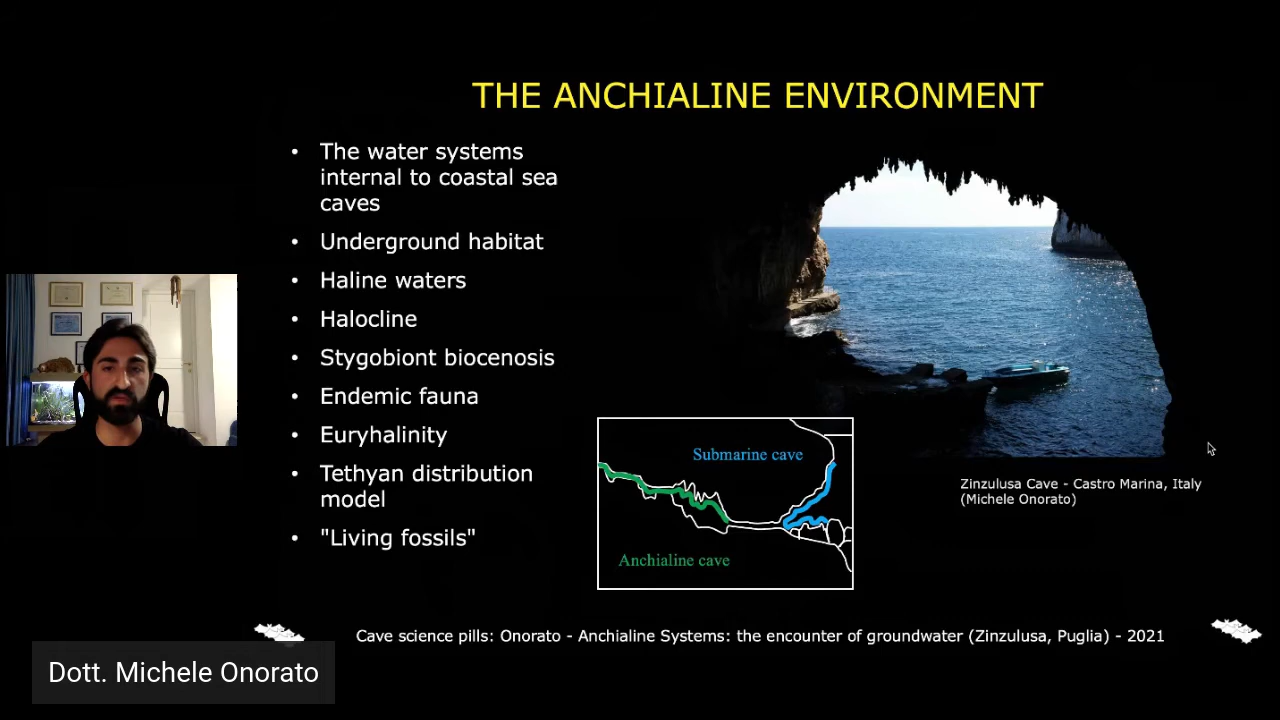 THE ANCHIALINE ENVIRONMENT
• The water systems
internal to coastal sea
caves
• Underground habitat
• Haline waters
• Halocline
• Stygobiont biocenosis
• Endemic fauna
• Euryhalinity
• Tethyan distribution
model
• "Living fossils"
Submarine cave
Anchialine cave
Zinzulusa Cave - Castro Marina, Italy
(Michele Onorato)
Cave science pills: Onorato - Anchialine Systems: the encounter of groundwater (Zinzulusa, Puglia) - 2021
Dott. Michele Onorato